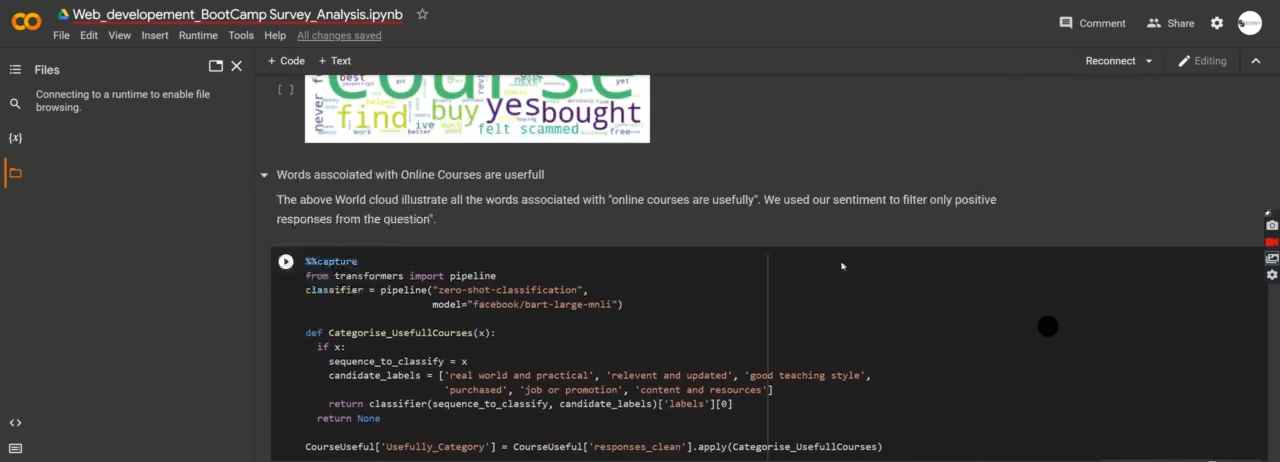 Web_developement_BootCamp Survey_Analysis.ipynb
File Edit View Insert Runtime Tools Help All changes saved
Comment Share
Files
+ Code + Text
Reconnect Editing
Connecting to a runtime to enable file
browsing.
{x}
[ ]
course
best
never
yet
never find buy yes bought
ive better felt scammed free
Words asscoiated with Online Courses are userfull
The above World cloud illustrate all the words associated with "online courses are usefully". We used our sentiment to filter only positive
responses from the question".
%%capture
from transformers import pipeline
classifier = pipeline("zero-shot-classification",
model="facebook/bart-large-mnli")
def Categorise_UsefullCourses(x):
if x:
sequence_to_classify = x
candidate_labels = ['real world and practical', 'relevent and updated', 'good teaching style',
'purchased', 'job or promotion', 'content and resources']
return classifier(sequence_to_classify, candidate_labels)['labels'][0]
return None
CourseUseful['Usefully_Category'] = CourseUseful['responses_clean'].apply(Categorise_UsefullCourses)